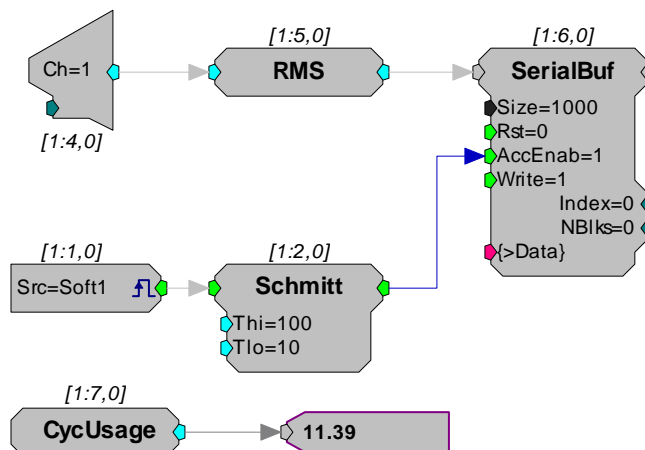 [1:5,0]
[1:6,0]
Ch=1
RMS
SerialBuf
Size=1000
Rst=0
[1:4,0]
AccEnab=1
Write=1
Index=0
NBlks=0
[1:1,0]
[1:2,0]
{>Data}
Src=Soft1
Schmitt
Thi=100
Tlo=10
[1:7,0]
CycUsage
11.39